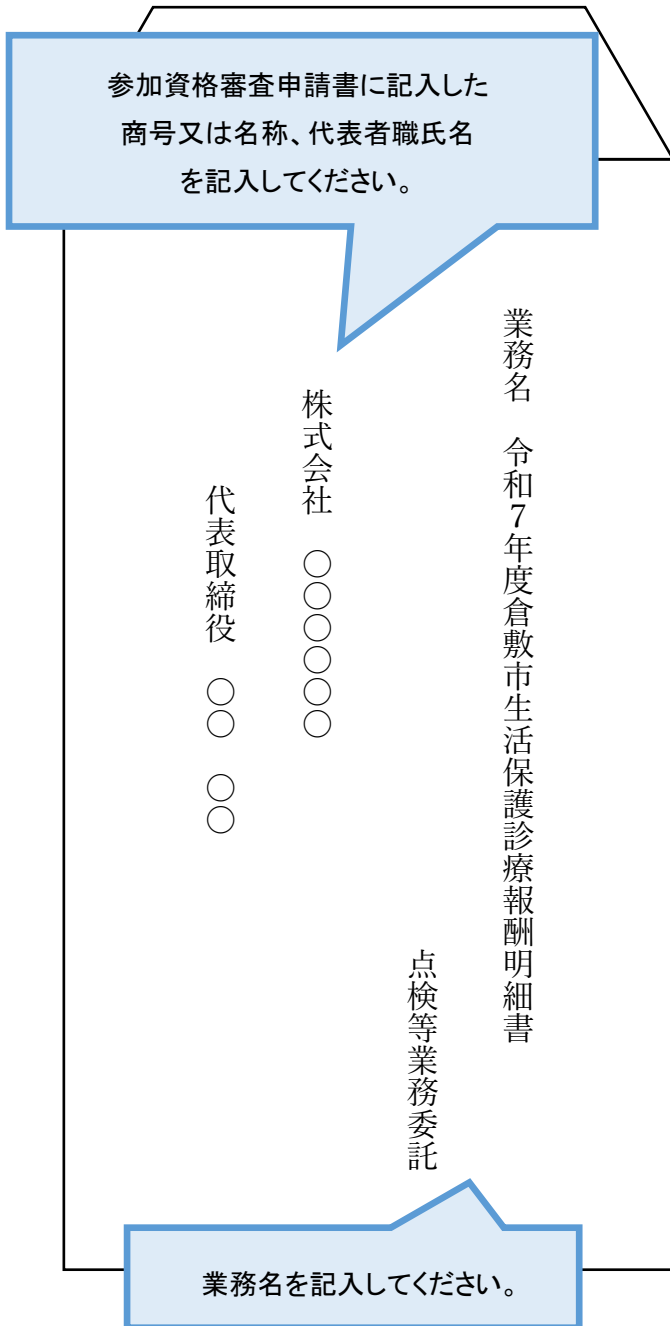 参加資格審査申請書に記入した
商号又は名称、代表者職氏名
を記入してください。
業務名　令和７年度倉敷市生活保護診療報酬明細書
点検等業務委託
株式会社　〇〇〇〇〇〇
代表取締役　〇〇　〇〇
業務名を記入してください。